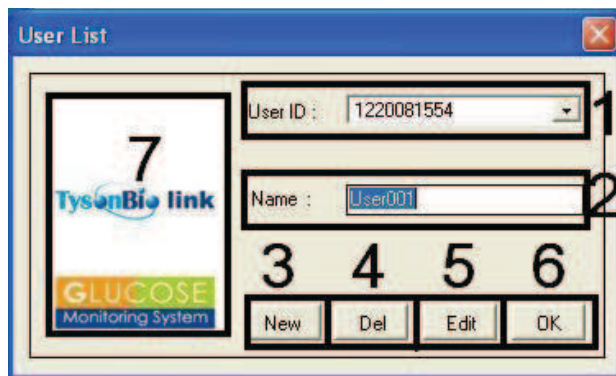 User List
User ID : 1220081554 1
7
TysonBio link
Name : User001 2
3 4 5 6
GLUCOSE
Monitoring System
New Del Edit OK